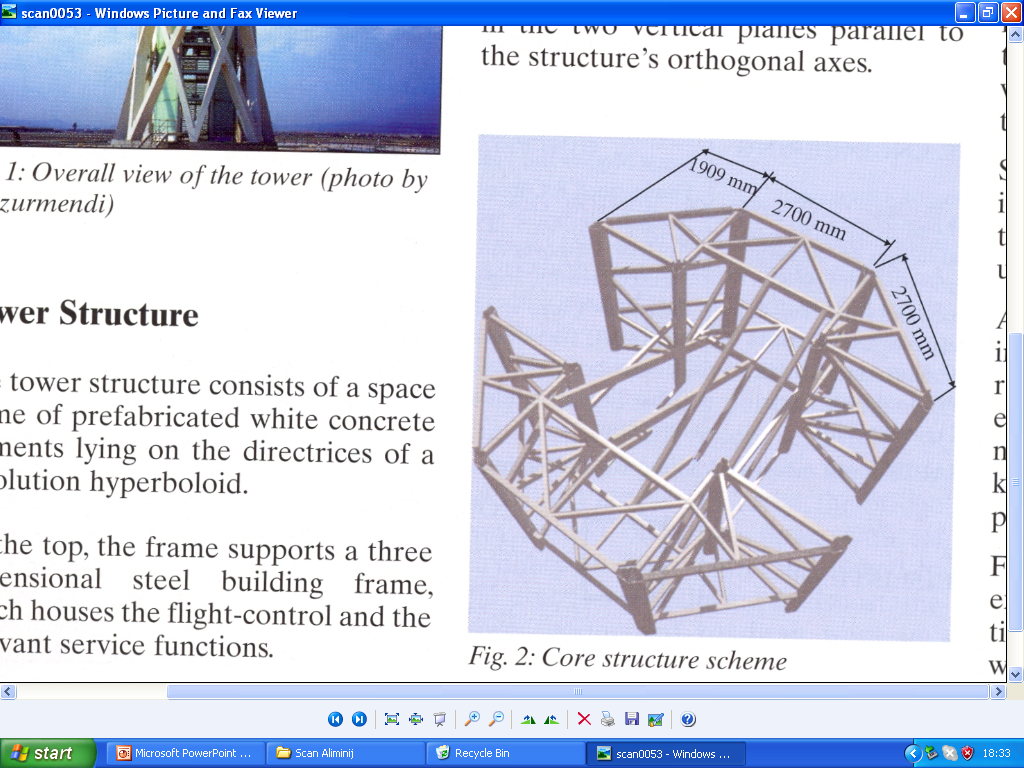 scan0053 - Windows Picture and Fax Viewer
in the two vertical planes parallel to
the structure's orthogonal axes.
1: Overall view of the tower (photo by
zurmendi)
wer Structure
tower structure consists of a space
me of prefabricated white concrete
ments lying on the directrices of a
olution hyperboloid.
the top, the frame supports a three
ensional steel building frame,
ch houses the flight-control and the
vant service functions.
1909 mm
2700 mm
2700 mm
Fig. 2: Core structure scheme
start
Microsoft PowerPoint ...
Scan Aliminij
Recycle Bin
scan0053 - Windows ...
18:33